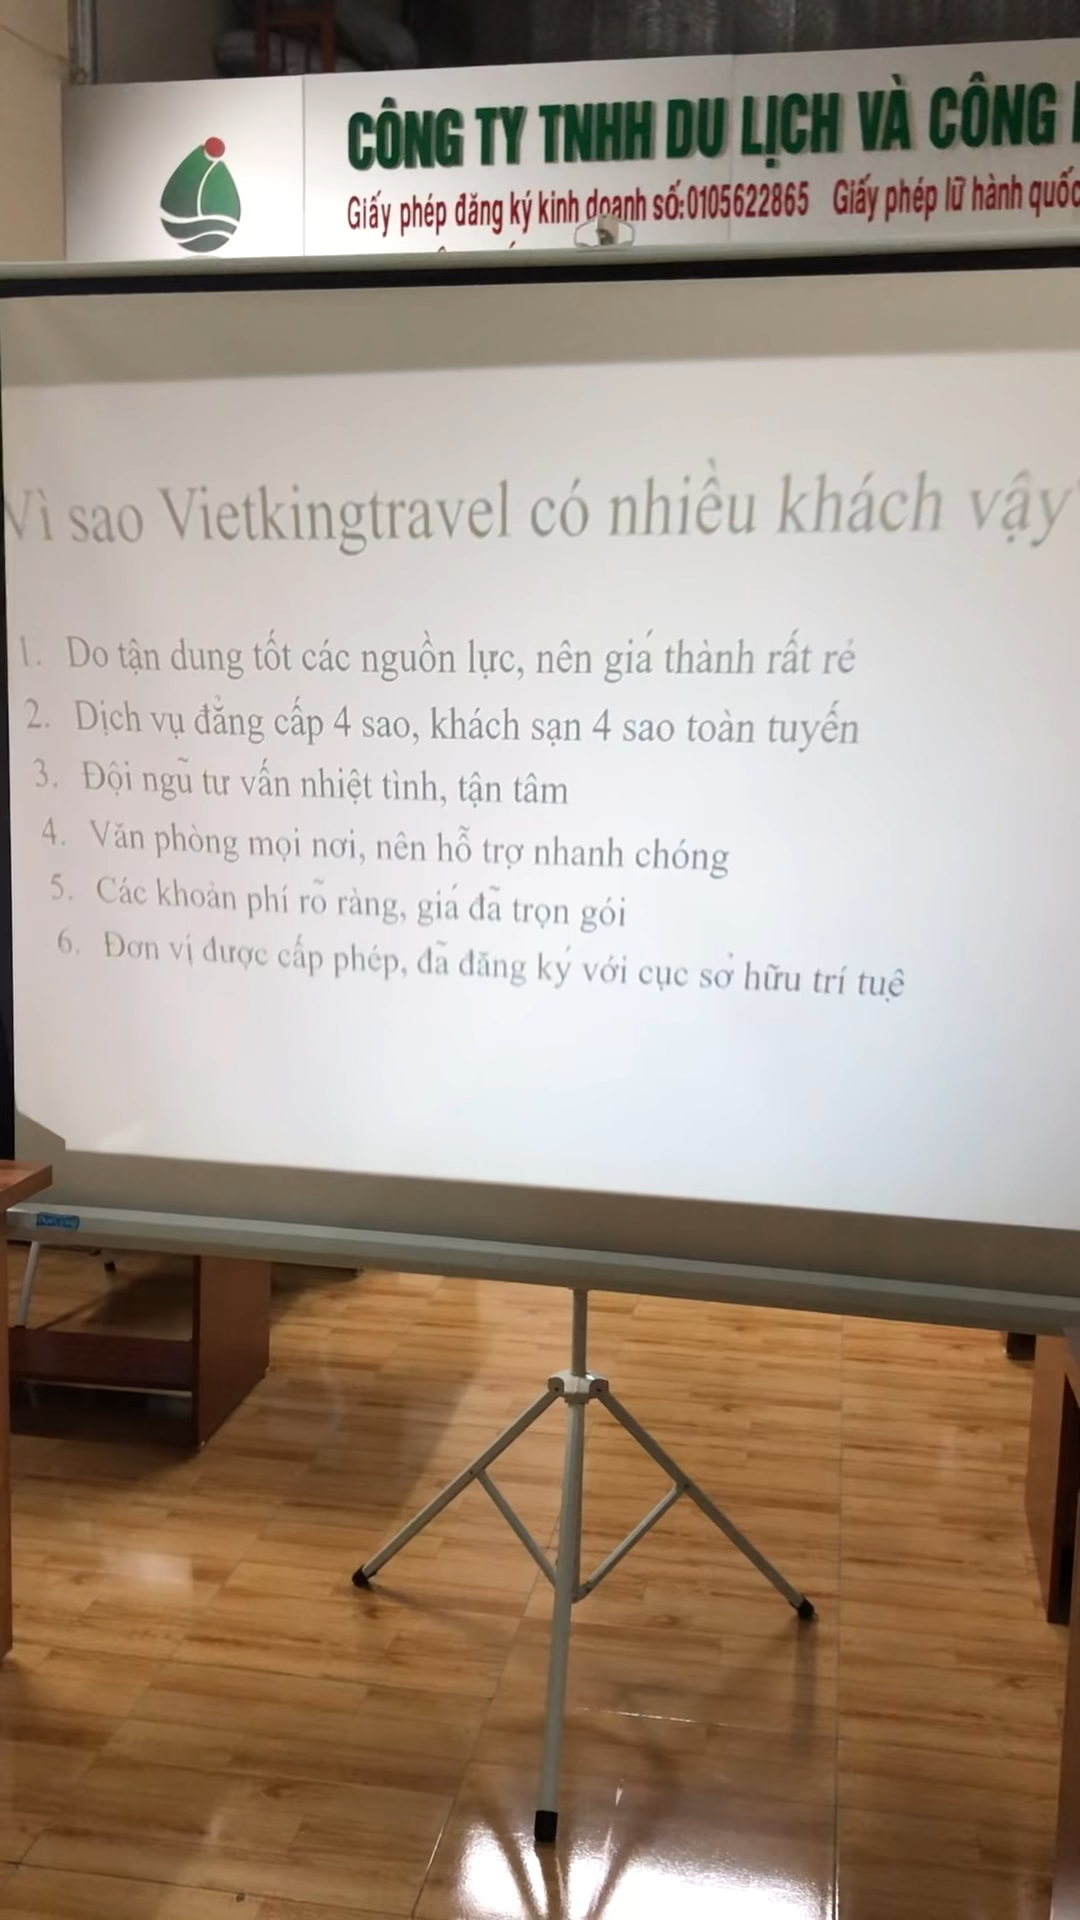 CÔNG TY TNHH DU LỊCH VÀ CÔNG
Giấy phép đăng ký kinh doanh số:0105622865 Giấy phép lữ hành quốc
Vì sao Vietkingtravel có nhiều khách vậy?
1. Do tận dung tốt các nguồn lực, nên giá thành rất rẻ
2. Dịch vụ đẳng cấp 4 sao, khách sạn 4 sao toàn tuyến
3. Đội ngũ tư vấn nhiệt tình, tận tâm
4. Văn phòng mọi nơi, nên hỗ trợ nhanh chóng
5. Các khoản phí rõ ràng, giá đã trọn gói
6. Đơn vị được cấp phép, đã đăng ký với cục sở hữu trí tuệ